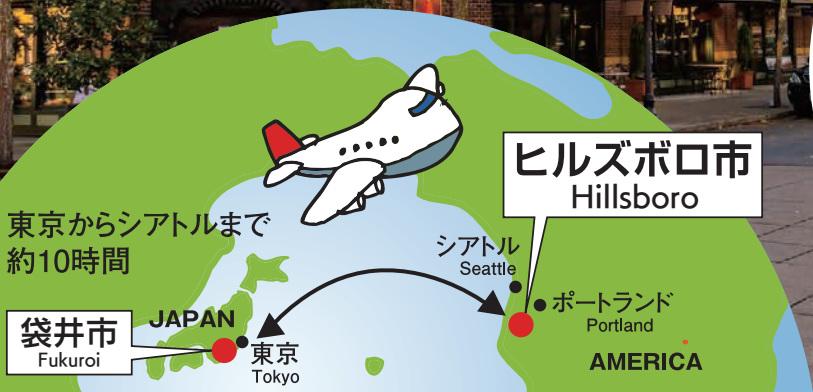 ヒルズボロ市
Hillsboro
東京からシアトルまで
約10時間
シアトル
Seattle
ポートランド
Portland
袋井市
Fukuroi
JAPAN
東京
Tokyo
AMERICA